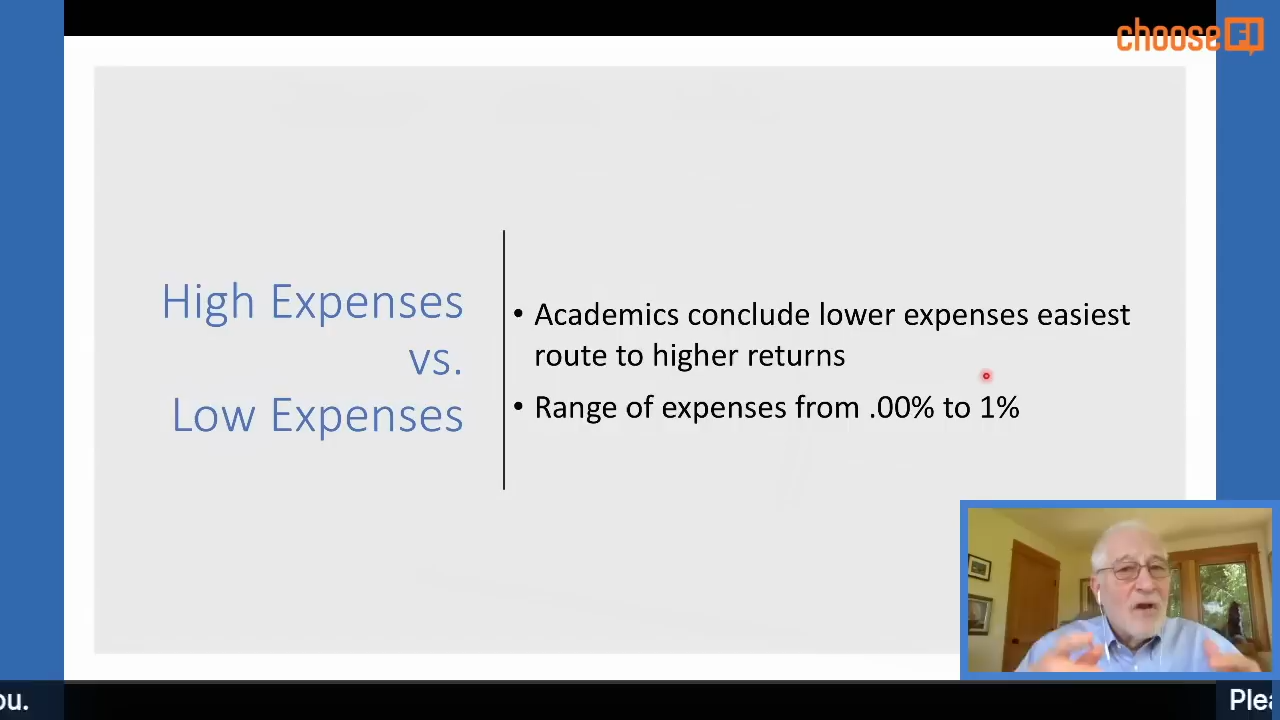 chooseFI
High Expenses
vs.
Low Expenses
• Academics conclude lower expenses easiest
route to higher returns
• Range of expenses from .00% to 1%
ou.
Plea